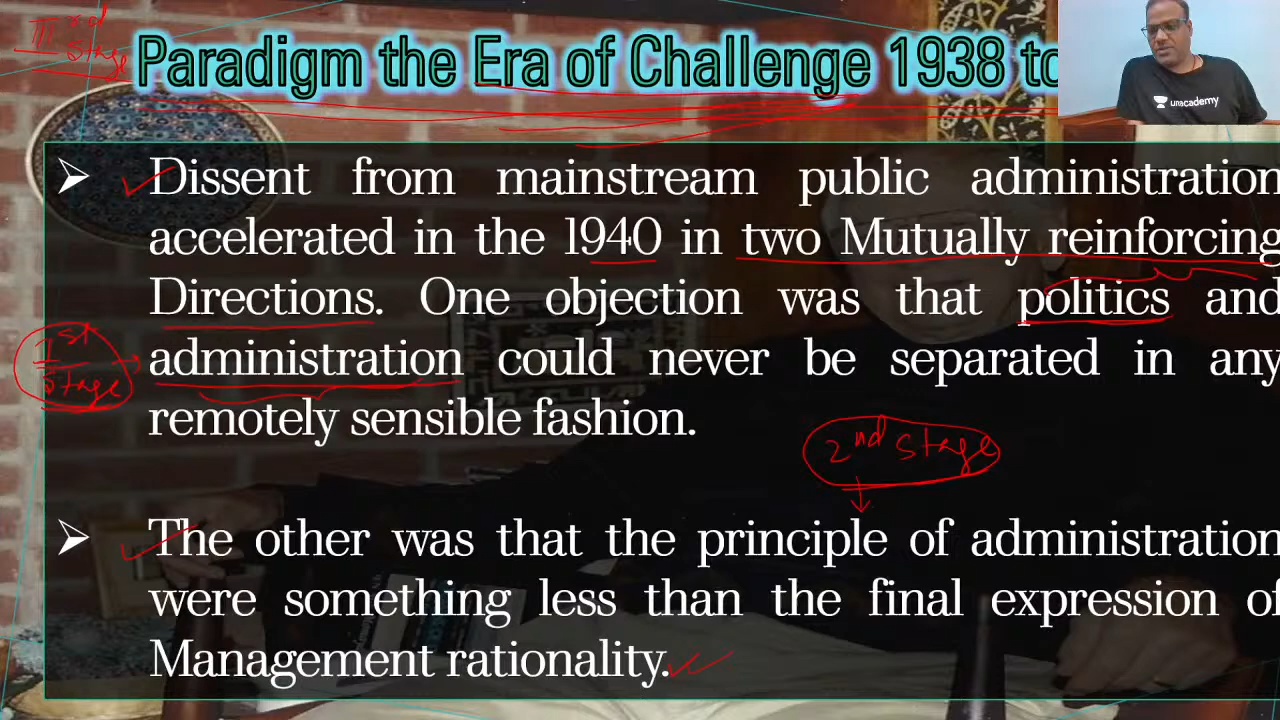 IIIrd
stage
Paradigm the Era of Challenge 1938 to
unacademy
➢ Dissent from mainstream public administration
accelerated in the 1940 in two Mutually reinforcing
Directions. One objection was that politics and
administration could never be separated in any
remotely sensible fashion.
1st
stage
2nd stage
➢ The other was that the principle of administration
were something less than the final expression of
Management rationality.